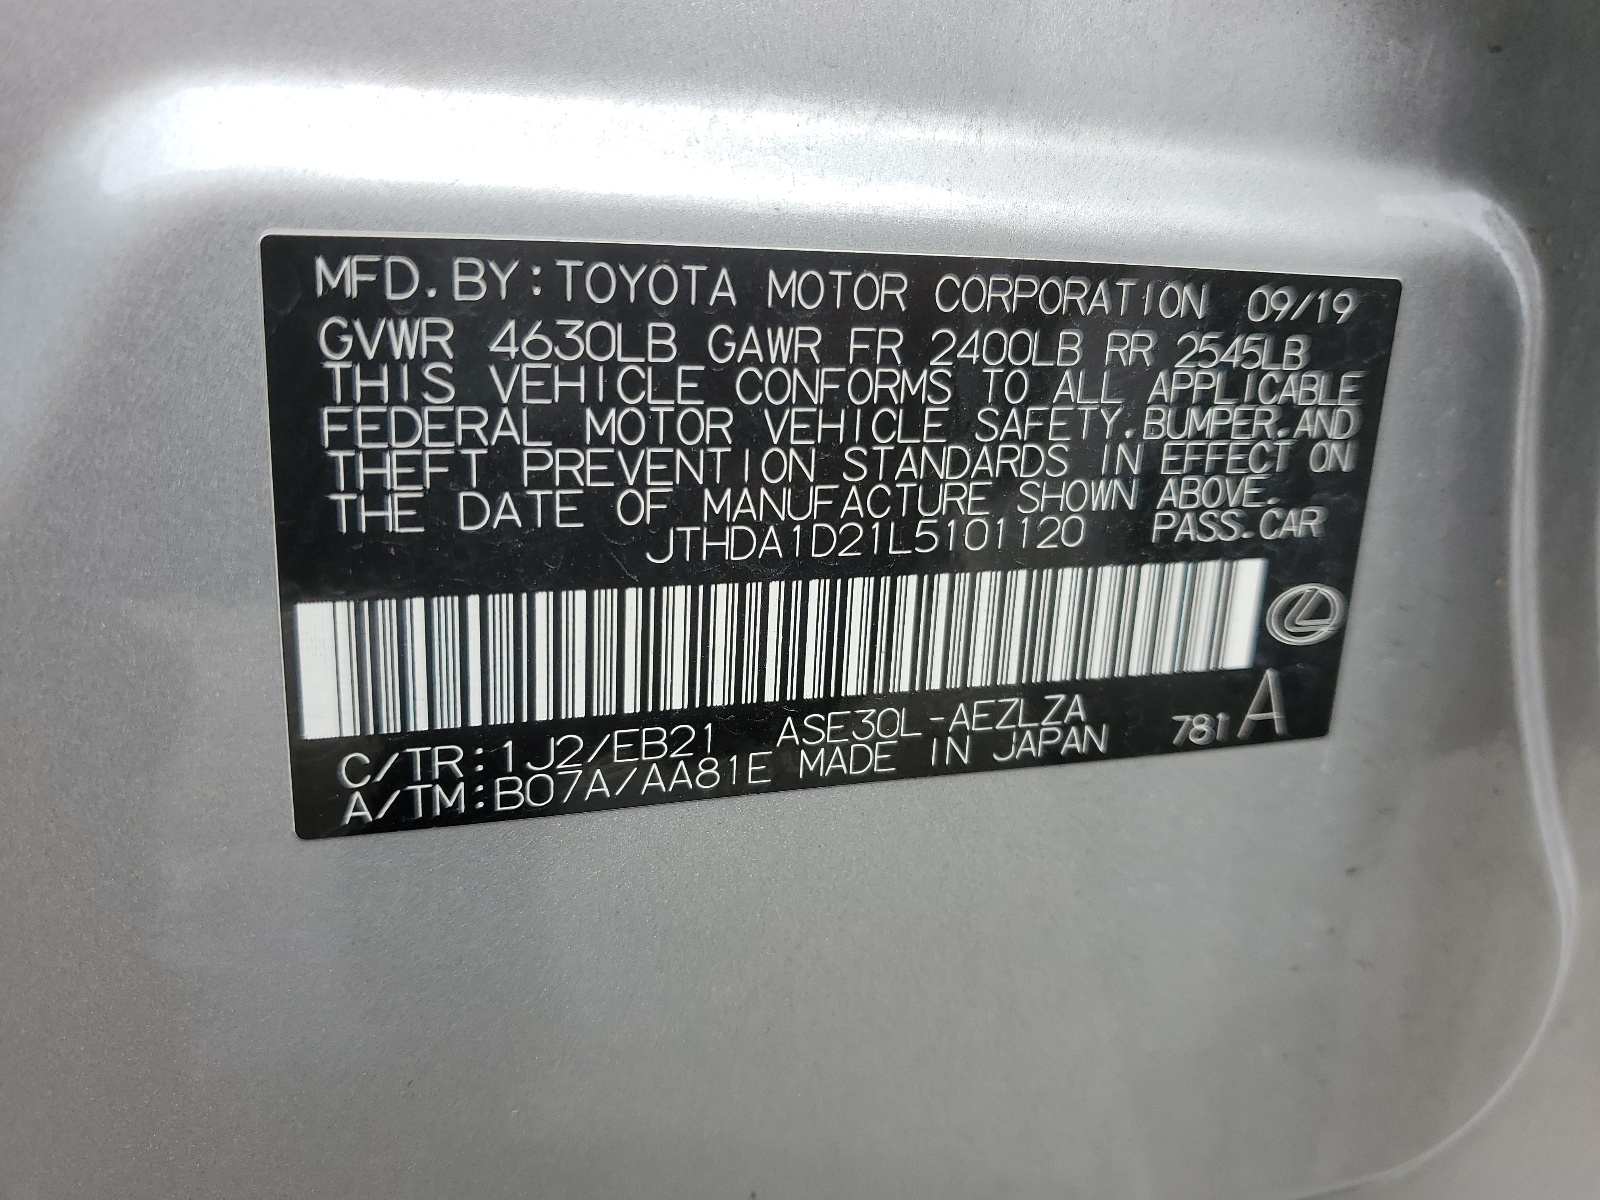 MFD. BY: TOYOTA MOTOR CORPORATION 09/19
GVWR 4630LB GAWR FR 2400LB RR 2545LB
THIS VEHICLE CONFORMS TO ALL APPLICABLE
FEDERAL MOTOR VEHICLE SAFETY, BUMPER, AND
THEFT PREVENTION STANDARDS IN EFFECT ON
THE DATE OF MANUFACTURE SHOWN ABOVE.
JTHDA1D21L5101120 PASS. CAR
C/TR: 1J2/EB21 ASE30L-AEZLZA
A/TM: B07A/AA81E MADE IN JAPAN 781 A